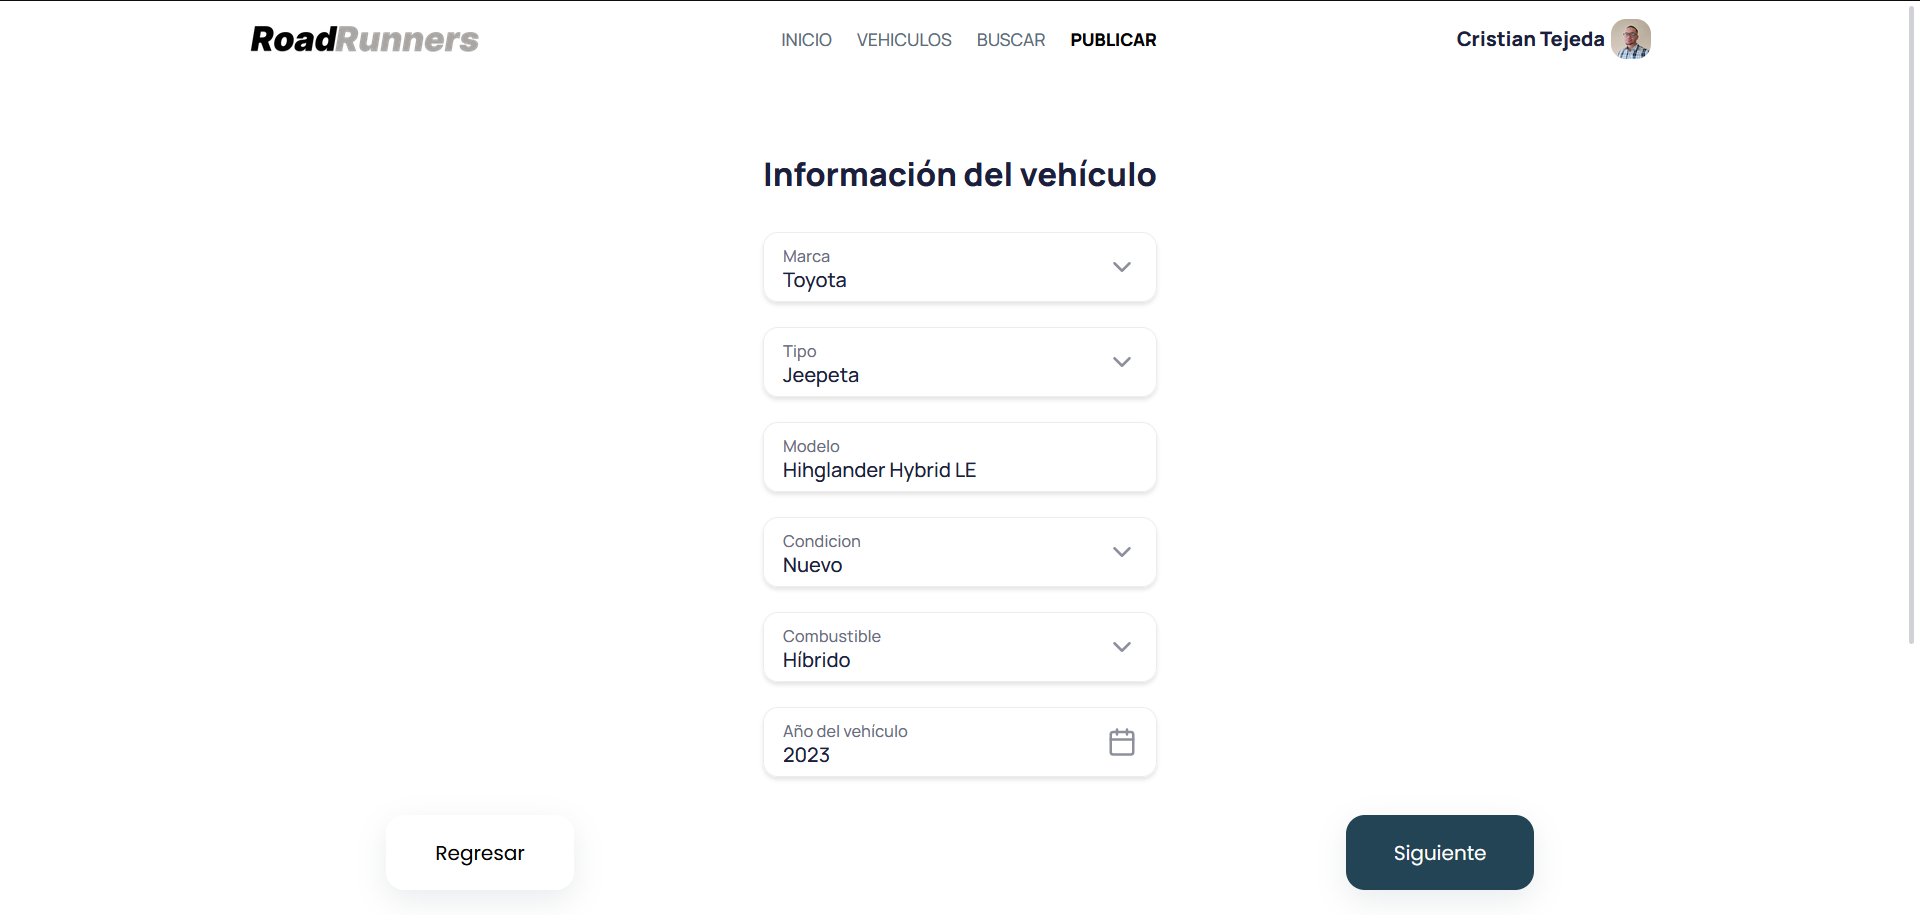 RoadRunners
INICIO VEHICULOS BUSCAR PUBLICAR
Cristian Tejeda
Información del vehículo
Marca
Toyota
Tipo
Jeepeta
Modelo
Hihglander Hybrid LE
Condicion
Nuevo
Combustible
Híbrido
Año del vehículo
2023
Regresar
Siguiente